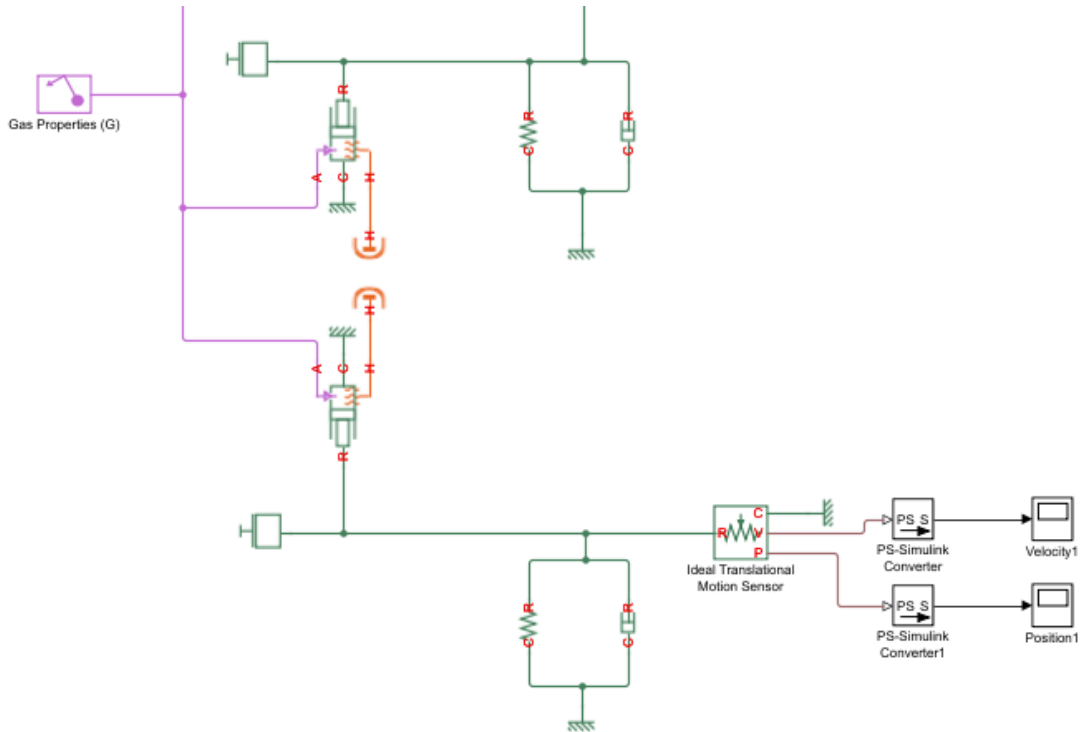 R
Gas Properties (G)
R
R
C
C
A
C
H
H
H
A
C
H
R
C
R
V
P
PS S
Ideal Translational
Motion Sensor
PS-Simulink
Converter
Velocity1
R
R
PS S
C
C
PS-Simulink
Converter1
Position1